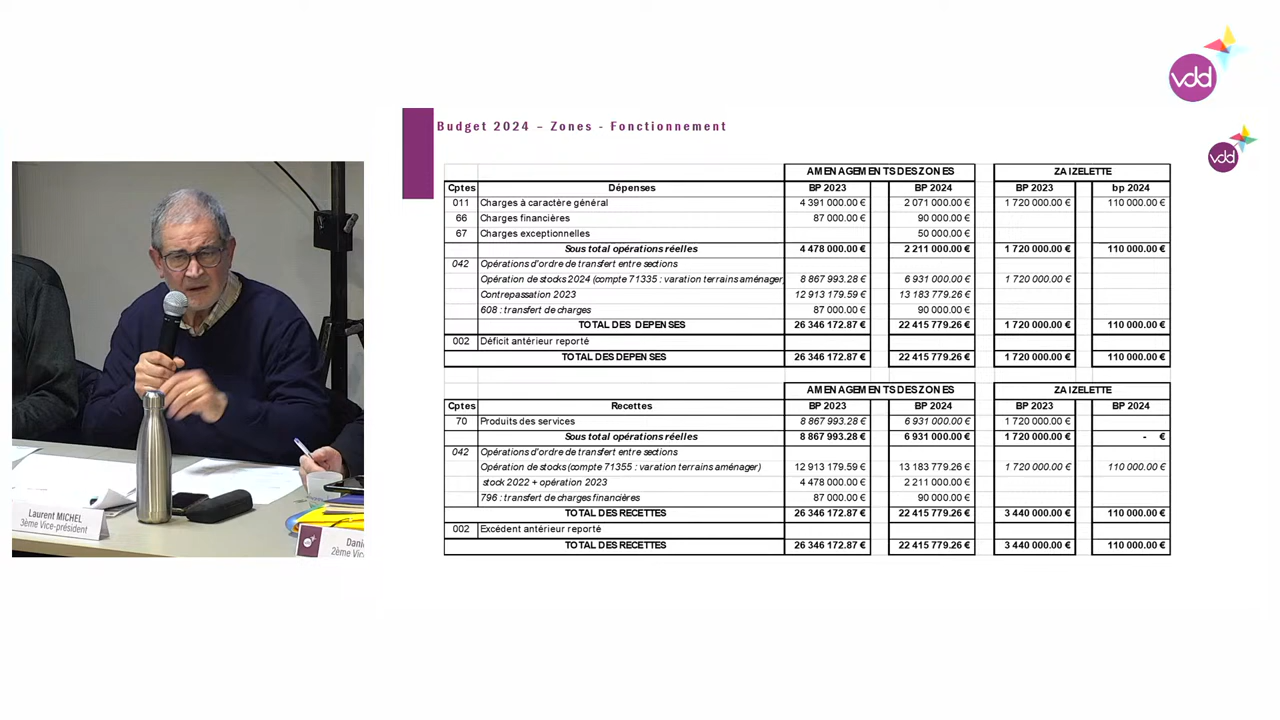 vdd
vdd
Budget 2024 – Zones - Fonctionnement
AMENAGEMENTS DES ZONES ZA IZELETTE
Cptes Dépenses BP 2023 BP 2024 BP 2023 bp 2024
011 Charges à caractère général 4 391 000.00 € 2 071 000.00 € 1 720 000.00 € 110 000.00 €
66 Charges financières 87 000.00 € 90 000.00 €
67 Charges exceptionnelles 50 000.00 €
Sous total opérations réelles 4 478 000.00 € 2 211 000.00 € 1 720 000.00 € 110 000.00 €
042 Opérations d'ordre de transfert entre sections
Opération de stocks 2024 (compte 71335 : varation terrains aménager) 8 867 993.28 € 6 931 000.00 € 1 720 000.00 €
Contrepassation 2023 12 913 179.59 € 13 183 779.26 €
608 : transfert de charges 87 000.00 € 90 000.00 €
TOTAL DES DEPENSES 26 346 172.87 € 22 415 779.26 € 1 720 000.00 € 110 000.00 €
002 Déficit antérieur reporté
TOTAL DES DEPENSES 26 346 172.87 € 22 415 779.26 € 1 720 000.00 € 110 000.00 €
AMENAGEMENTS DES ZONES ZA IZELETTE
Cptes Recettes BP 2023 BP 2024 BP 2023 BP 2024
70 Produits des services 8 867 993.28 € 6 931 000.00 € 1 720 000.00 €
Sous total opérations réelles 8 867 993.28 € 6 931 000.00 € 1 720 000.00 € - €
042 Opérations d'ordre de transfert entre sections
Opération de stocks (compte 71355 : varation terrains aménager) 12 913 179.59 € 13 183 779.26 € 1 720 000.00 € 110 000.00 €
stock 2022 + opération 2023 4 478 000.00 € 2 211 000.00 €
796 : transfert de charges financières 87 000.00 € 90 000.00 €
TOTAL DES RECETTES 26 346 172.87 € 22 415 779.26 € 3 440 000.00 € 110 000.00 €
002 Excédent antérieur reporté
TOTAL DES RECETTES 26 346 172.87 € 22 415 779.26 € 3 440 000.00 € 110 000.00 €
Laurent MICHEL
3ème Vice-président
Dani
2ème Vic